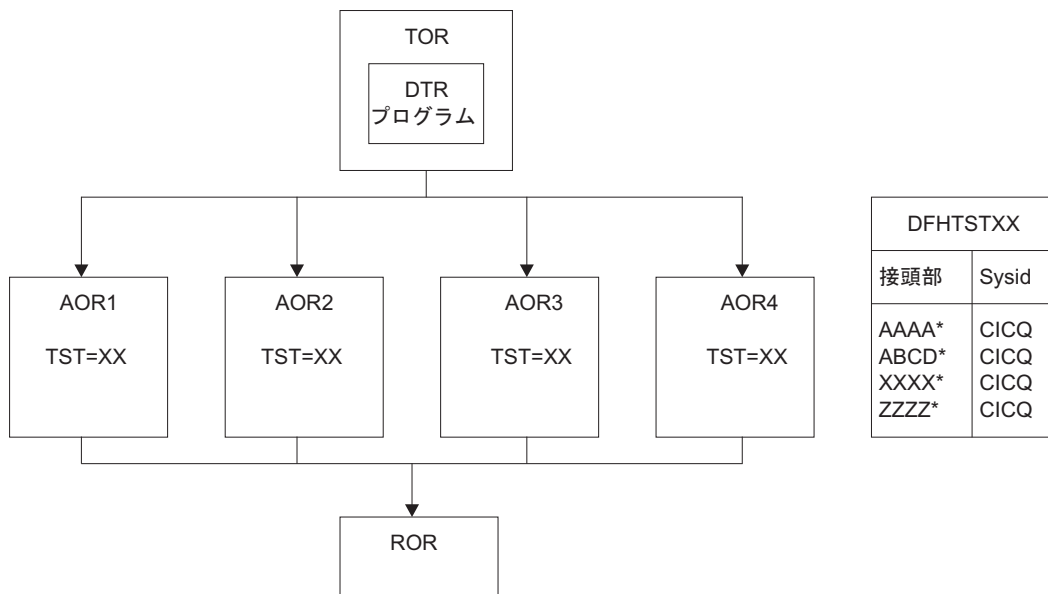 TOR
DTR
プログラム
AOR1
TST=XX
AOR2
TST=XX
AOR3
TST=XX
AOR4
TST=XX
DFHTSTXX
接頭部 Sysid
AAAA* CICQ
ABCD* CICQ
XXXX* CICQ
ZZZZ* CICQ
ROR